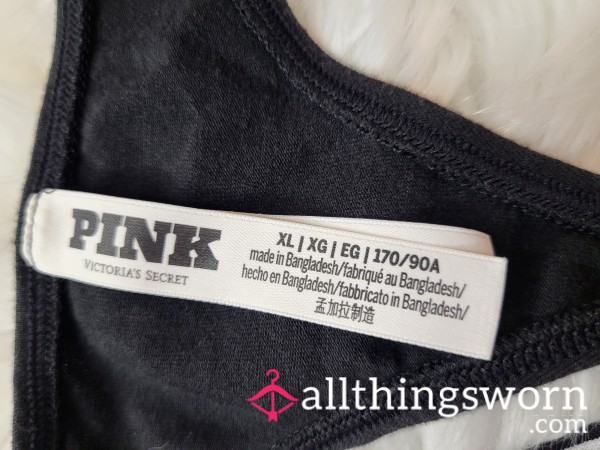 PINK
VICTORIA'S SECRET
XL | XG | EG | 170/90A
made in Bangladesh/fabriqué au Bangladesh/
hecho en Bangladesh/fabbricato in Bangladesh/
孟加拉制造
allthingsworn
.com